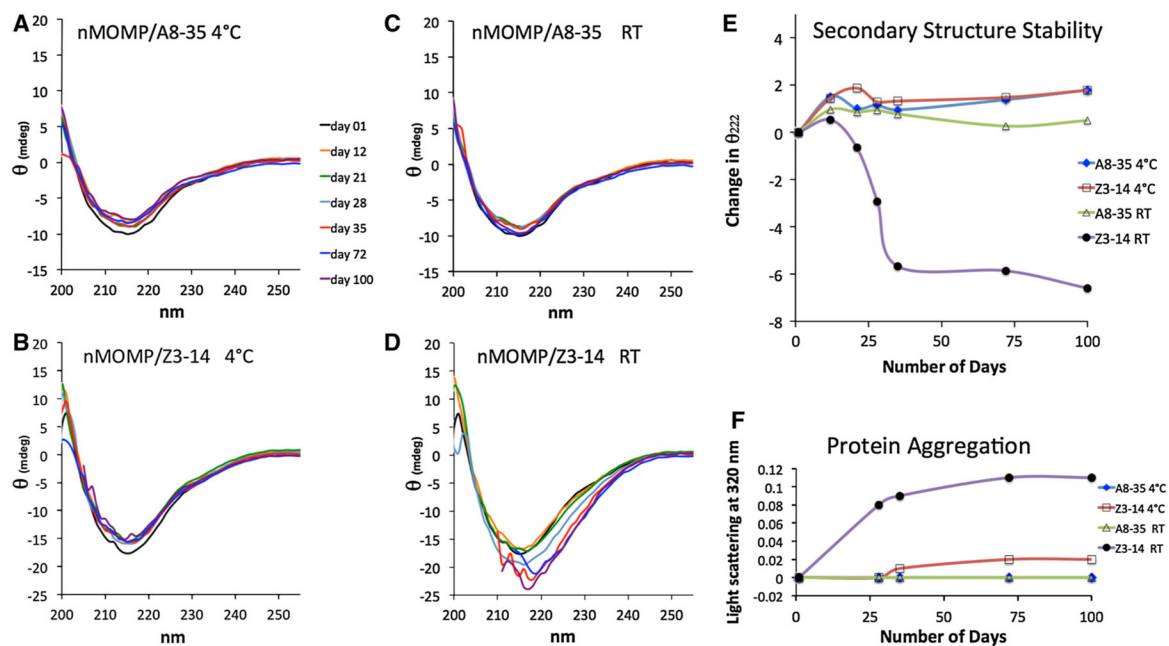 A
nMOMP/A8-35 4°C
20
15
10
5
0
-5
-10
-15
θ (mdeg)
200 210 220 230 240 250
nm
day 01
day 12
day 21
day 28
day 35
day 72
day 100
C
nMOMP/A8-35 RT
20
15
10
5
0
-5
-10
-15
θ (mdeg)
200 210 220 230 240 250
nm
B
nMOMP/Z3-14 4°C
20
15
10
5
0
-5
-10
-15
-20
-25
θ (mdeg)
200 210 220 230 240 250
nm
D
nMOMP/Z3-14 RT
20
15
10
5
0
-5
-10
-15
-20
-25
θ (mdeg)
200 210 220 230 240 250
nm
E
Secondary Structure Stability
4
2
0
-2
-4
-6
-8
Change in θ222
A8-35 4°C
Z3-14 4°C
A8-35 RT
Z3-14 RT
0 25 50 75 100
Number of Days
F
Protein Aggregation
0.12
0.1
0.08
0.06
0.04
0.02
0
-0.02
Light scattering at 320 nm
A8-35 4°C
Z3-14 4°C
A8-35 RT
Z3-14 RT
0 25 50 75 100
Number of Days